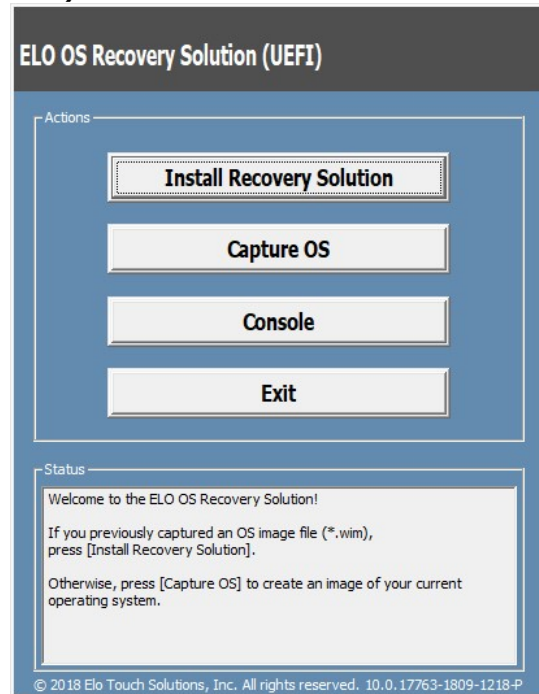 ELO OS Recovery Solution (UEFI)
Actions
Install Recovery Solution
Capture OS
Console
Exit
Status
Welcome to the ELO OS Recovery Solution!
If you previously captured an OS image file (*.wim),
press [Install Recovery Solution].
Otherwise, press [Capture OS] to create an image of your current
operating system.
© 2018 Elo Touch Solutions, Inc. All rights reserved. 10.0.17763-1809-1218-P